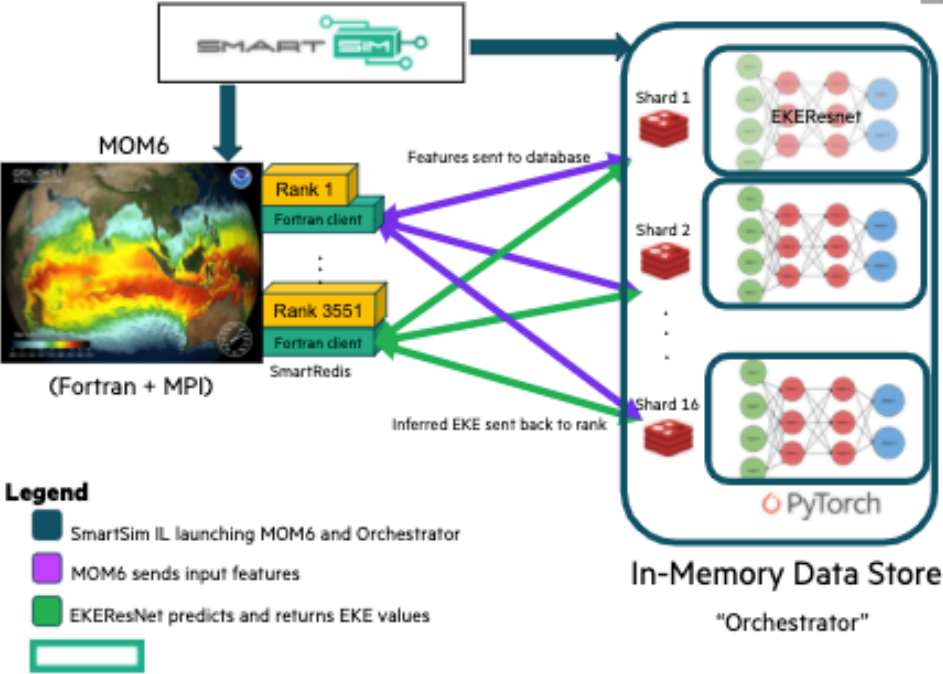 SMART SIM
MOM6
Rank 1
Fortran client
Rank 3551
Fortran client
SmartRedis
(Fortran + MPI)
Features sent to database
Inferred EKE sent back to rank
Shard 1
EKEResnet
Shard 2
Shard 16
PyTorch
In-Memory Data Store
“Orchestrator”
Legend
SmartSim IL launching MOM6 and Orchestrator
MOM6 sends input features
EKEResNet predicts and returns EKE values